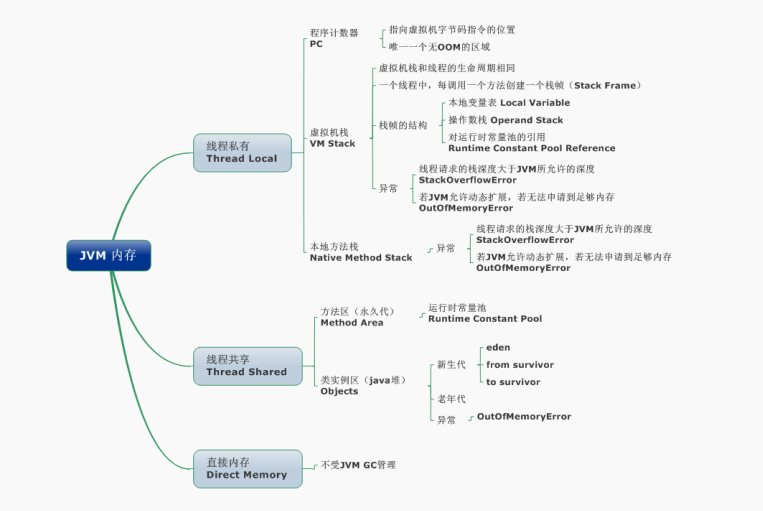 JVM 内存
线程私有
Thread Local
程序计数器
PC
指向虚拟机字节码指令的位置
唯一一个无OOM的区域
虚拟机栈
VM Stack
虚拟机栈和线程的生命周期相同
一个线程中，每调用一个方法创建一个栈帧（Stack Frame）
栈帧的结构
本地变量表 Local Variable
操作数栈 Operand Stack
对运行时常量池的引用
Runtime Constant Pool Reference
异常
线程请求的栈深度大于JVM所允许的深度
StackOverflowError
若JVM允许动态扩展，若无法申请到足够内存
OutOfMemoryError
本地方法栈
Native Method Stack
异常
线程请求的栈深度大于JVM所允许的深度
StackOverflowError
若JVM允许动态扩展，若无法申请到足够内存
OutOfMemoryError
线程共享
Thread Shared
方法区（永久代）
Method Area
运行时常量池
Runtime Constant Pool
类实例区（java堆）
Objects
新生代
eden
from survivor
to survivor
老年代
异常
OutOfMemoryError
直接内存
Direct Memory
不受JVM GC管理